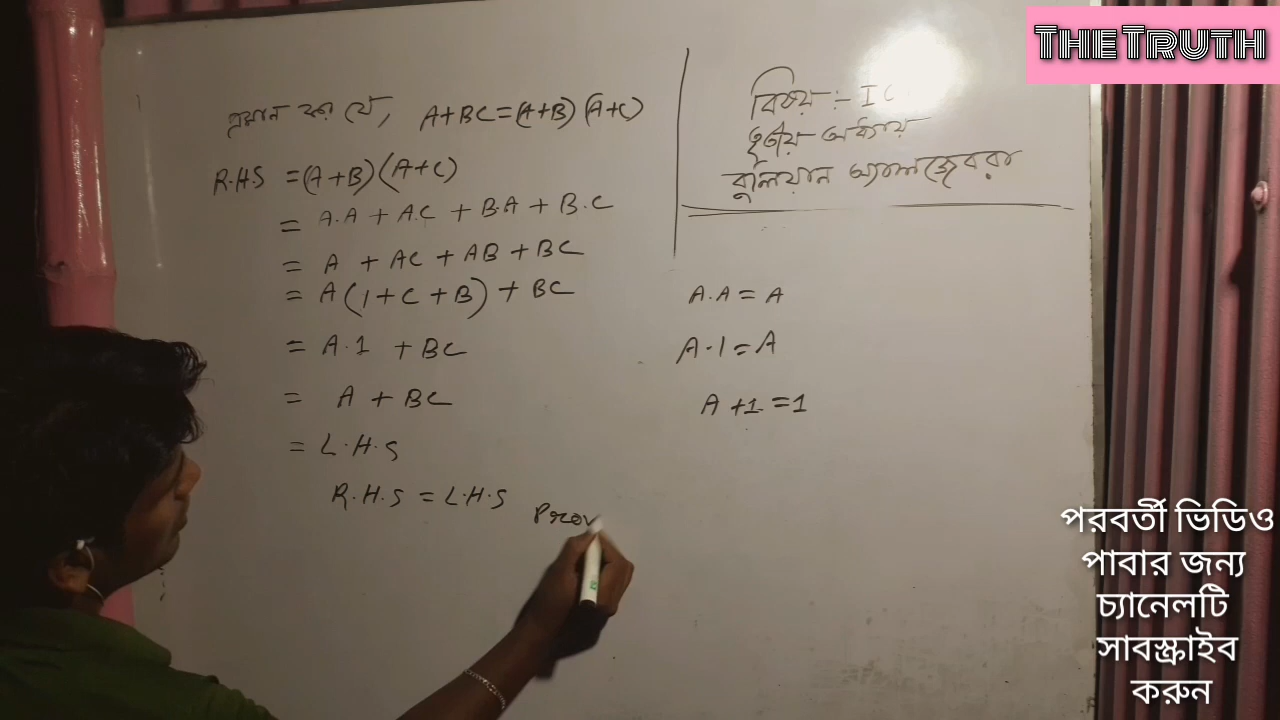 প্রমান কর যে, A+BC=(A+B)(A+C)
R.H.S =(A+B)(A+C)
= A.A + A.C + B.A + B.C
= A + AC + AB + BC
= A(1+C+B) + BC
= A.1 + BC
= A + BC
= L.H.S
R.H.S = L.H.S Prov
বিষয় :- IC
তৃতীয় অধ্যায়
বুলিয়ান অ্যালজেবরা
A.A = A
A.1 = A
A +1 = 1
THE TRUTH
পরবর্তী ভিডিও
পাবার জন্য
চ্যানেলটি
সাবস্ক্রাইব
করুন